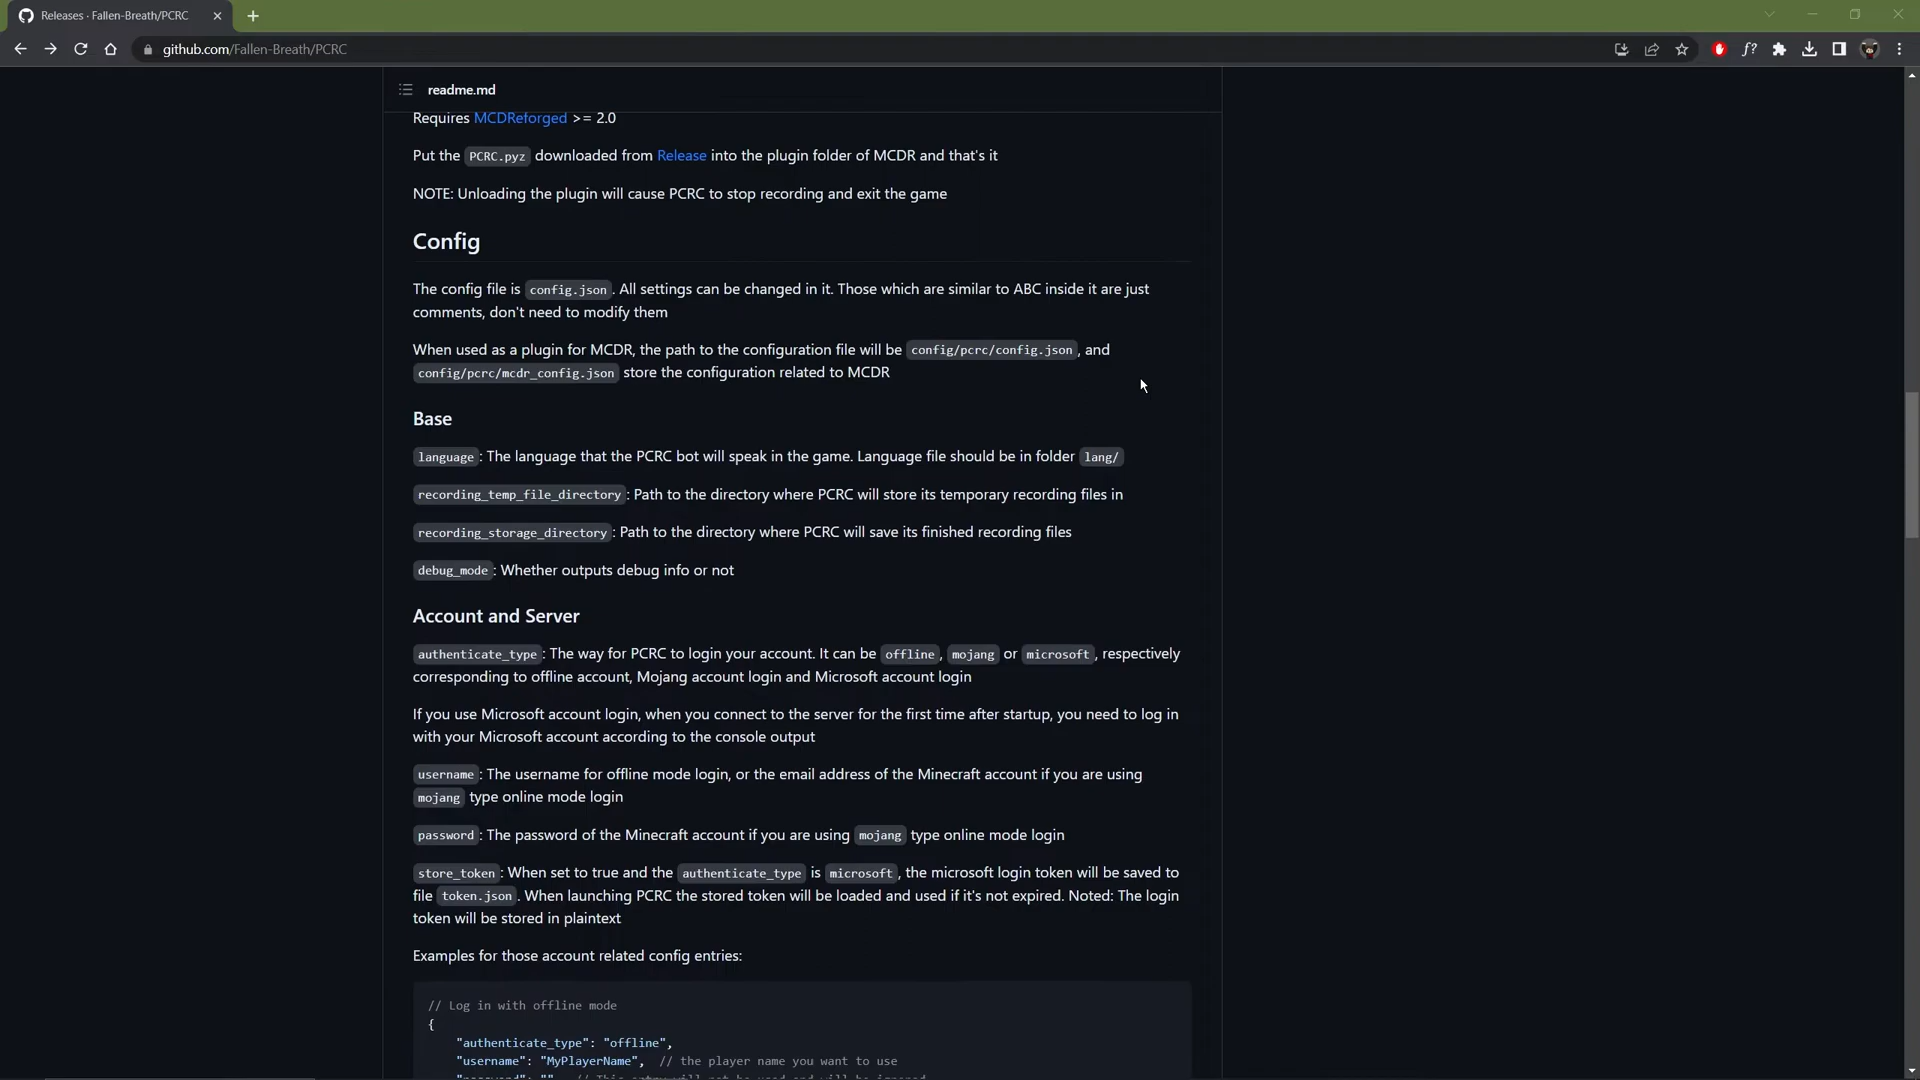 Releases · Fallen-Breath/PCRC
github.com/Fallen-Breath/PCRC
f?
readme.md
Requires MCDReforged >= 2.0
Put the PCRC.pyz downloaded from Release into the plugin folder of MCDR and that's it
NOTE: Unloading the plugin will cause PCRC to stop recording and exit the game
Config
The config file is config.json. All settings can be changed in it. Those which are similar to ABC inside it are just
comments, don't need to modify them
When used as a plugin for MCDR, the path to the configuration file will be config/pcrc/config.json, and
config/pcrc/mcdr_config.json store the configuration related to MCDR
Base
language: The language that the PCRC bot will speak in the game. Language file should be in folder lang/
recording_temp_file_directory: Path to the directory where PCRC will store its temporary recording files in
recording_storage_directory: Path to the directory where PCRC will save its finished recording files
debug_mode: Whether outputs debug info or not
Account and Server
authenticate_type: The way for PCRC to login your account. It can be offline, mojang or microsoft, respectively
corresponding to offline account, Mojang account login and Microsoft account login
If you use Microsoft account login, when you connect to the server for the first time after startup, you need to log in
with your Microsoft account according to the console output
username: The username for offline mode login, or the email address of the Minecraft account if you are using
mojang type online mode login
password: The password of the Minecraft account if you are using mojang type online mode login
store_token: When set to true and the authenticate_type is microsoft, the microsoft login token will be saved to
file token.json. When launching PCRC the stored token will be loaded and used if it's not expired. Noted: The login
token will be stored in plaintext
Examples for those account related config entries:
// Log in with offline mode
{
"authenticate_type": "offline",
"username": "MyPlayerName", // the player name you want to use